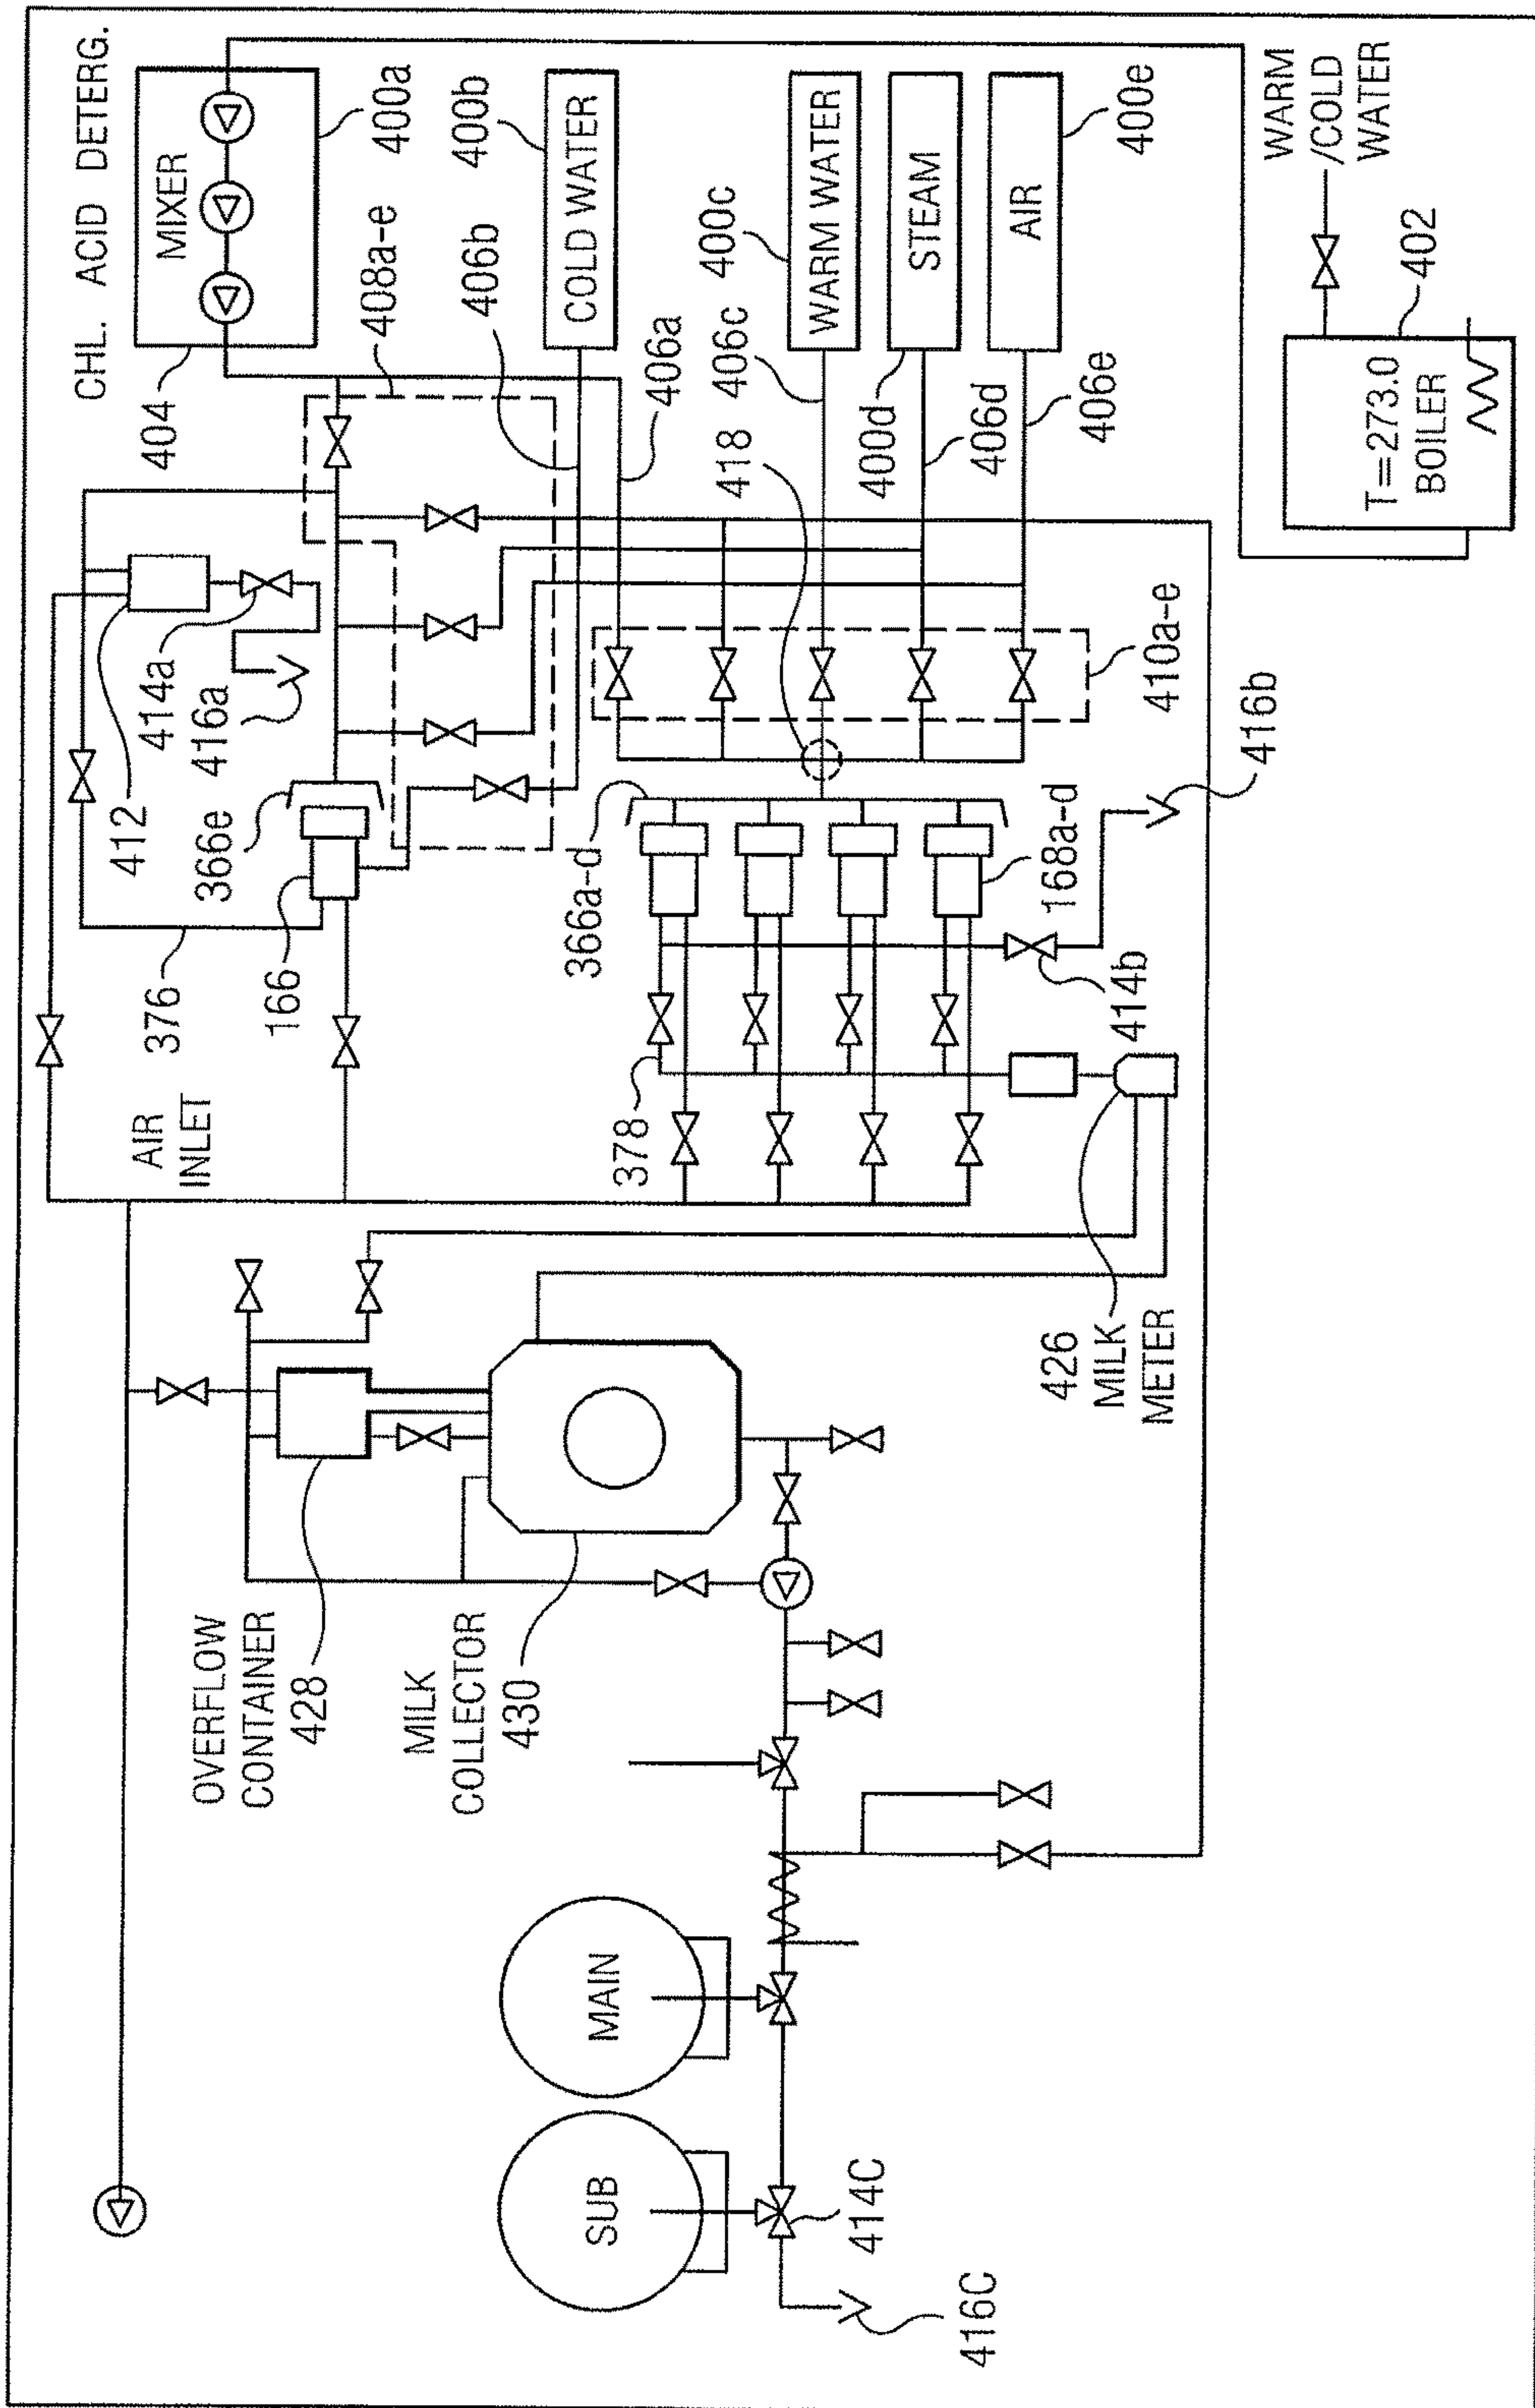 CHL. ACID DETERG.
MIXER
404
400a
400b
COLD WATER
408a-e
406b
406a
400c
WARM WATER
406c
STEAM
400d
406d
AIR
400e
406e
418
410a-e
WARM
/COLD
WATER
402
T=273.0
BOILER
412
414a
416a
366e
166
376
366a-d
168a-d
416b
414b
378
AIR
INLET
426
MILK
METER
OVERFLOW
CONTAINER
428
MILK
COLLECTOR
430
MAIN
SUB
414C
416C